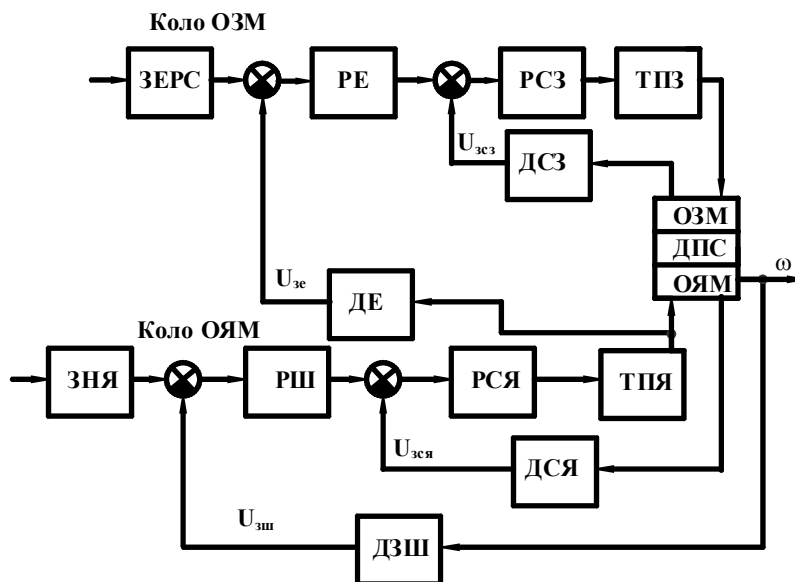 Коло ОЗМ
ЗЕРС
РЕ
РСЗ
ТПЗ
Uзсз
ДСЗ
ОЗМ
ДПС
ОЯМ
ω
Uзе
ДЕ
Коло ОЯМ
ЗНЯ
РШ
РСЯ
ТПЯ
Uзся
ДСЯ
Uзш
ДЗШ